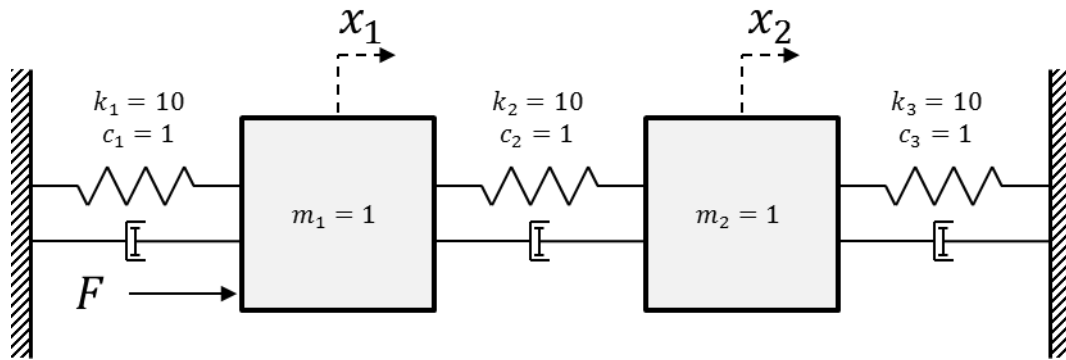 x₁
x₂
k₁ = 10
c₁ = 1
k₂ = 10
c₂ = 1
k₃ = 10
c₃ = 1
m₁ = 1
m₂ = 1
F